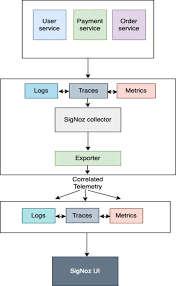 User Payment Order
service service service
Logs Traces Metrics
SigNoz collector
Exporter
Correlated
Telemetry
Logs Traces Metrics
SigNoz UI